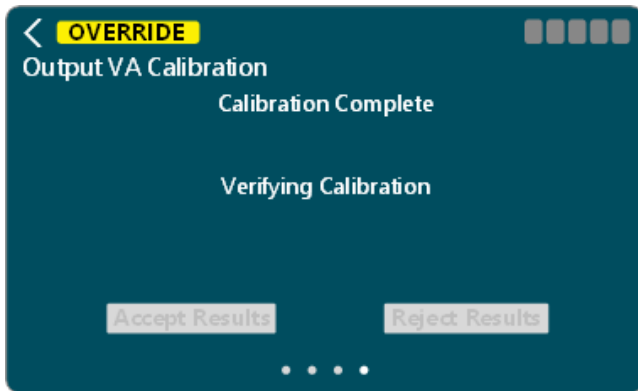 OVERRIDE
Output VA Calibration
Calibration Complete
Verifying Calibration
Accept Results Reject Results